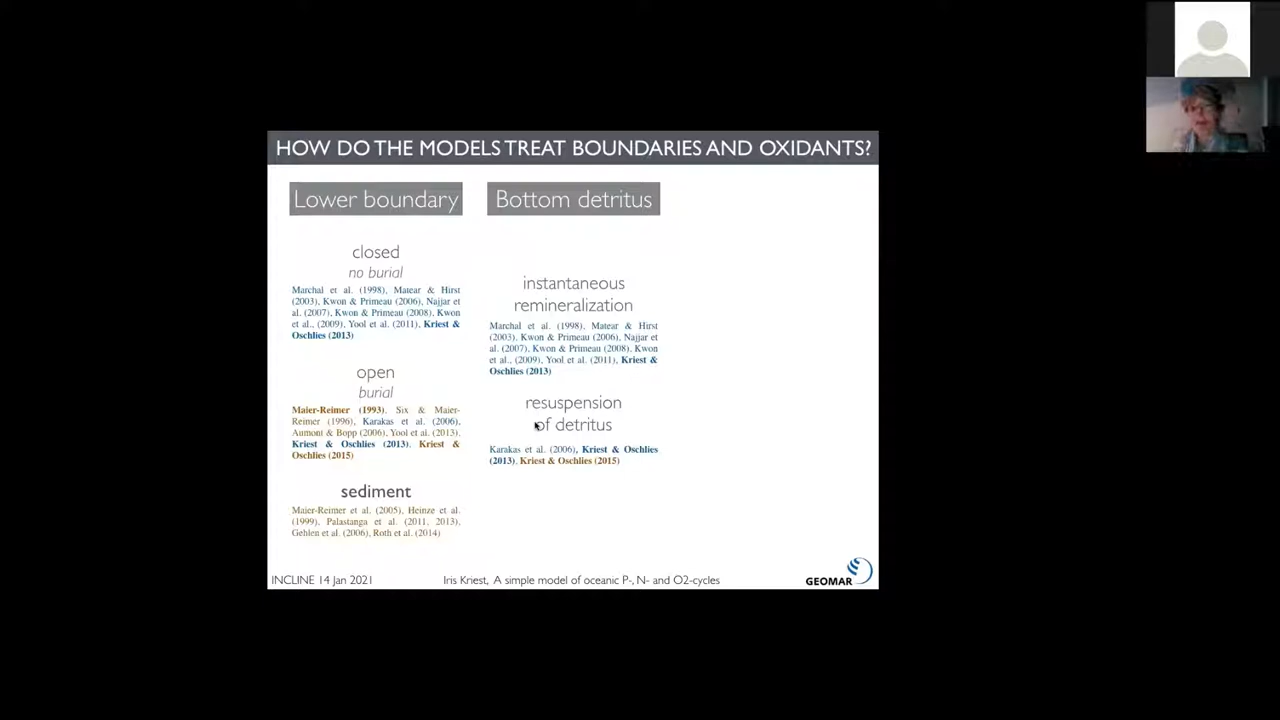 HOW DO THE MODELS TREAT BOUNDARIES AND OXIDANTS?
Lower boundary
closed
no burial
Marchal et al. (1998), Matear & Hirst
(2003), Kwon & Primeau (2006), Najjar et
al. (2007), Kwon & Primeau (2008), Kwon
et al., (2009), Yool et al. (2011), Kriest &
Oschlies (2013)
open
burial
Maier-Reimer (1993), Six & Maier-
Reimer (1996), Karakas et al. (2006),
Aumont & Bopp (2006), Yool et al. (2013),
Kriest & Oschlies (2013), Kriest &
Oschlies (2015)
sediment
Maier-Reimer et al. (2005), Heinze et al.
(1999), Palastanga et al. (2011, 2013),
Gehlen et al. (2006), Roth et al. (2014)
Bottom detritus
instantaneous
remineralization
Marchal et al. (1998), Matear & Hirst
(2003), Kwon & Primeau (2006), Najjar et
al. (2007), Kwon & Primeau (2008), Kwon
et al., (2009), Yool et al. (2011), Kriest &
Oschlies (2013)
resuspension
of detritus
Karakas et al. (2006), Kriest & Oschlies
(2013), Kriest & Oschlies (2015)
INCLINE 14 Jan 2021
Iris Kriest, A simple model of oceanic P-, N- and O2-cycles
GEOMAR